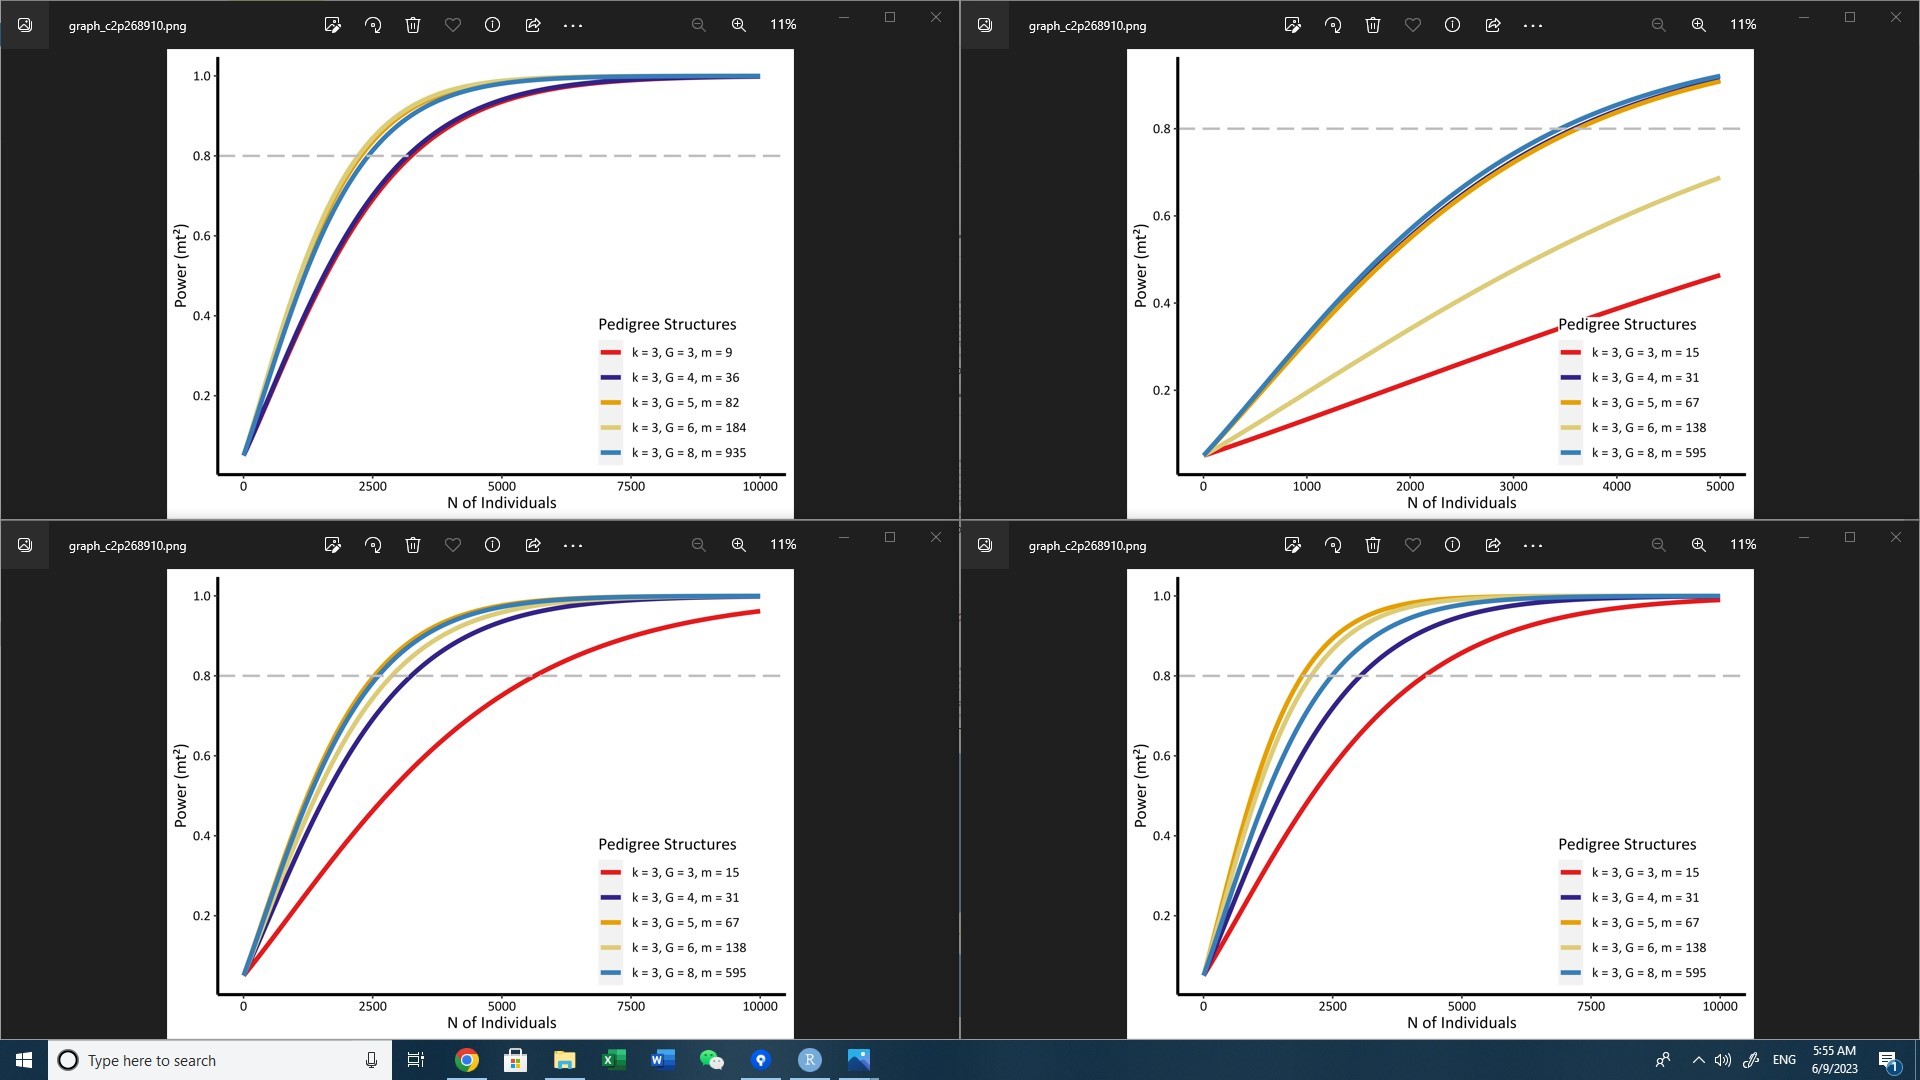 graph_c2p268910.png
11%
1.0
0.8
0.6
0.4
0.2
Power (mt²)
Pedigree Structures
k = 3, G = 3, m = 9
k = 3, G = 4, m = 36
k = 3, G = 5, m = 82
k = 3, G = 6, m = 184
k = 3, G = 8, m = 935
0 2500 5000 7500 10000
N of Individuals
graph_c2p268910.png
11%
0.8
0.6
0.4
0.2
Power (mt²)
Pedigree Structures
k = 3, G = 3, m = 15
k = 3, G = 4, m = 31
k = 3, G = 5, m = 67
k = 3, G = 6, m = 138
k = 3, G = 8, m = 595
0 1000 2000 3000 4000 5000
N of Individuals
graph_c2p268910.png
11%
1.0
0.8
0.6
0.4
0.2
Power (mt²)
Pedigree Structures
k = 3, G = 3, m = 15
k = 3, G = 4, m = 31
k = 3, G = 5, m = 67
k = 3, G = 6, m = 138
k = 3, G = 8, m = 595
0 2500 5000 7500 10000
N of Individuals
graph_c2p268910.png
11%
1.0
0.8
0.6
0.4
0.2
Power (mt²)
Pedigree Structures
k = 3, G = 3, m = 15
k = 3, G = 4, m = 31
k = 3, G = 5, m = 67
k = 3, G = 6, m = 138
k = 3, G = 8, m = 595
0 2500 5000 7500 10000
N of Individuals
Type here to search
X
W
R
ENG
5:55 AM
6/9/2023
1